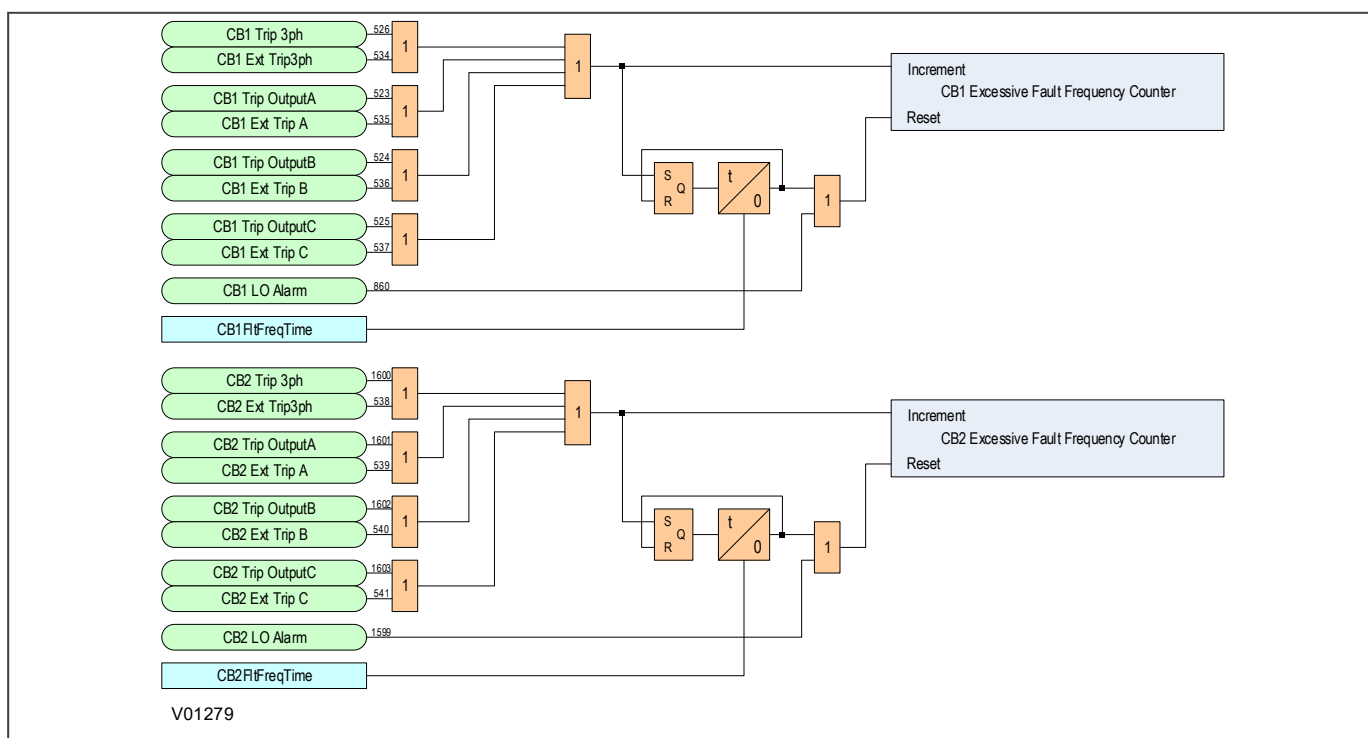 CB1 Trip 3ph 526
CB1 Ext Trip3ph 534
1
1
CB1 Trip OutputA 523
CB1 Ext Trip A 535
1
CB1 Trip OutputB 524
CB1 Ext Trip B 536
1
CB1 Trip OutputC 525
CB1 Ext Trip C 537
1
CB1 LO Alarm 860
CB1FltFreqTime
S
Q
R
t
0
1
Increment
CB1 Excessive Fault Frequency Counter
Reset
CB2 Trip 3ph 1600
CB2 Ext Trip3ph 538
1
1
CB2 Trip OutputA 1601
CB2 Ext Trip A 539
1
CB2 Trip OutputB 1602
CB2 Ext Trip B 540
1
CB2 Trip OutputC 1603
CB2 Ext Trip C 541
1
CB2 LO Alarm 1599
CB2FltFreqTime
S
Q
R
t
0
1
Increment
CB2 Excessive Fault Frequency Counter
Reset
V01279